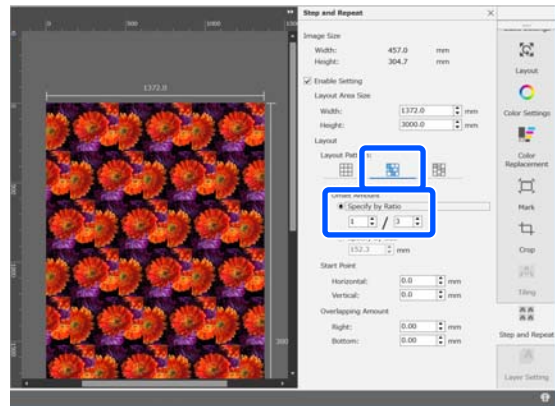 Step and Repeat
Image Size
Width: 457.0 mm
Height: 304.7 mm
Enable Setting
Layout Area Size
Width: 1372.0 mm
Height: 3000.0 mm
Layout
Specify by Ratio
1 / 3
152.3 mm
Start Point
Horizontal: 0.0 mm
Vertical: 0.0 mm
Overlapping Amount
Right: 0.00 mm
Bottom: 0.00 mm
1372.0
Layout
Color Settings
Color
Replacement
Mark
Crop
Tiling
Step and Repeat
Layer Setting